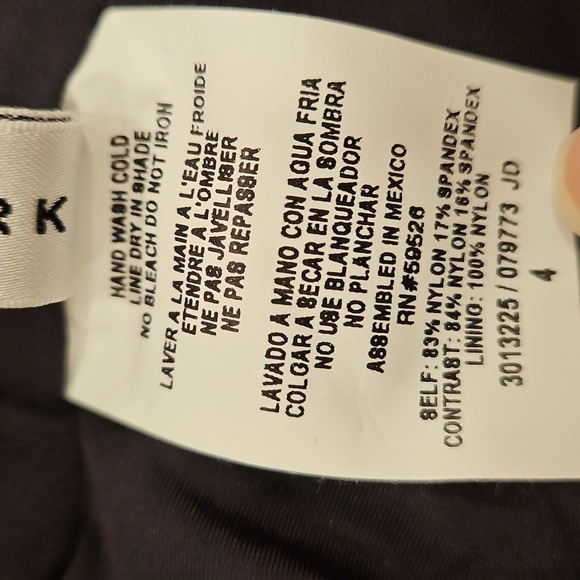 R K
HAND WASH COLD
LINE DRY IN SHADE
NO BLEACH DO NOT IRON
LAVER A LA MAIN A L'EAU FROIDE
ETENDRE A L'OMBRE
NE PAS JAVELLISER
NE PAS REPASSER
LAVADO A MANO CON AQUA FRIA
COLGAR A SECAR EN LA SOMBRA
NO USE BLANQUEADOR
NO PLANCHAR
ASSEMBLED IN MEXICO
RN#59526
SELF: 83% NYLON 17% SPANDEX
CONTRAST: 84% NYLON 16% SPANDEX
LINING: 100% NYLON
3013225 / 079773 JD
4